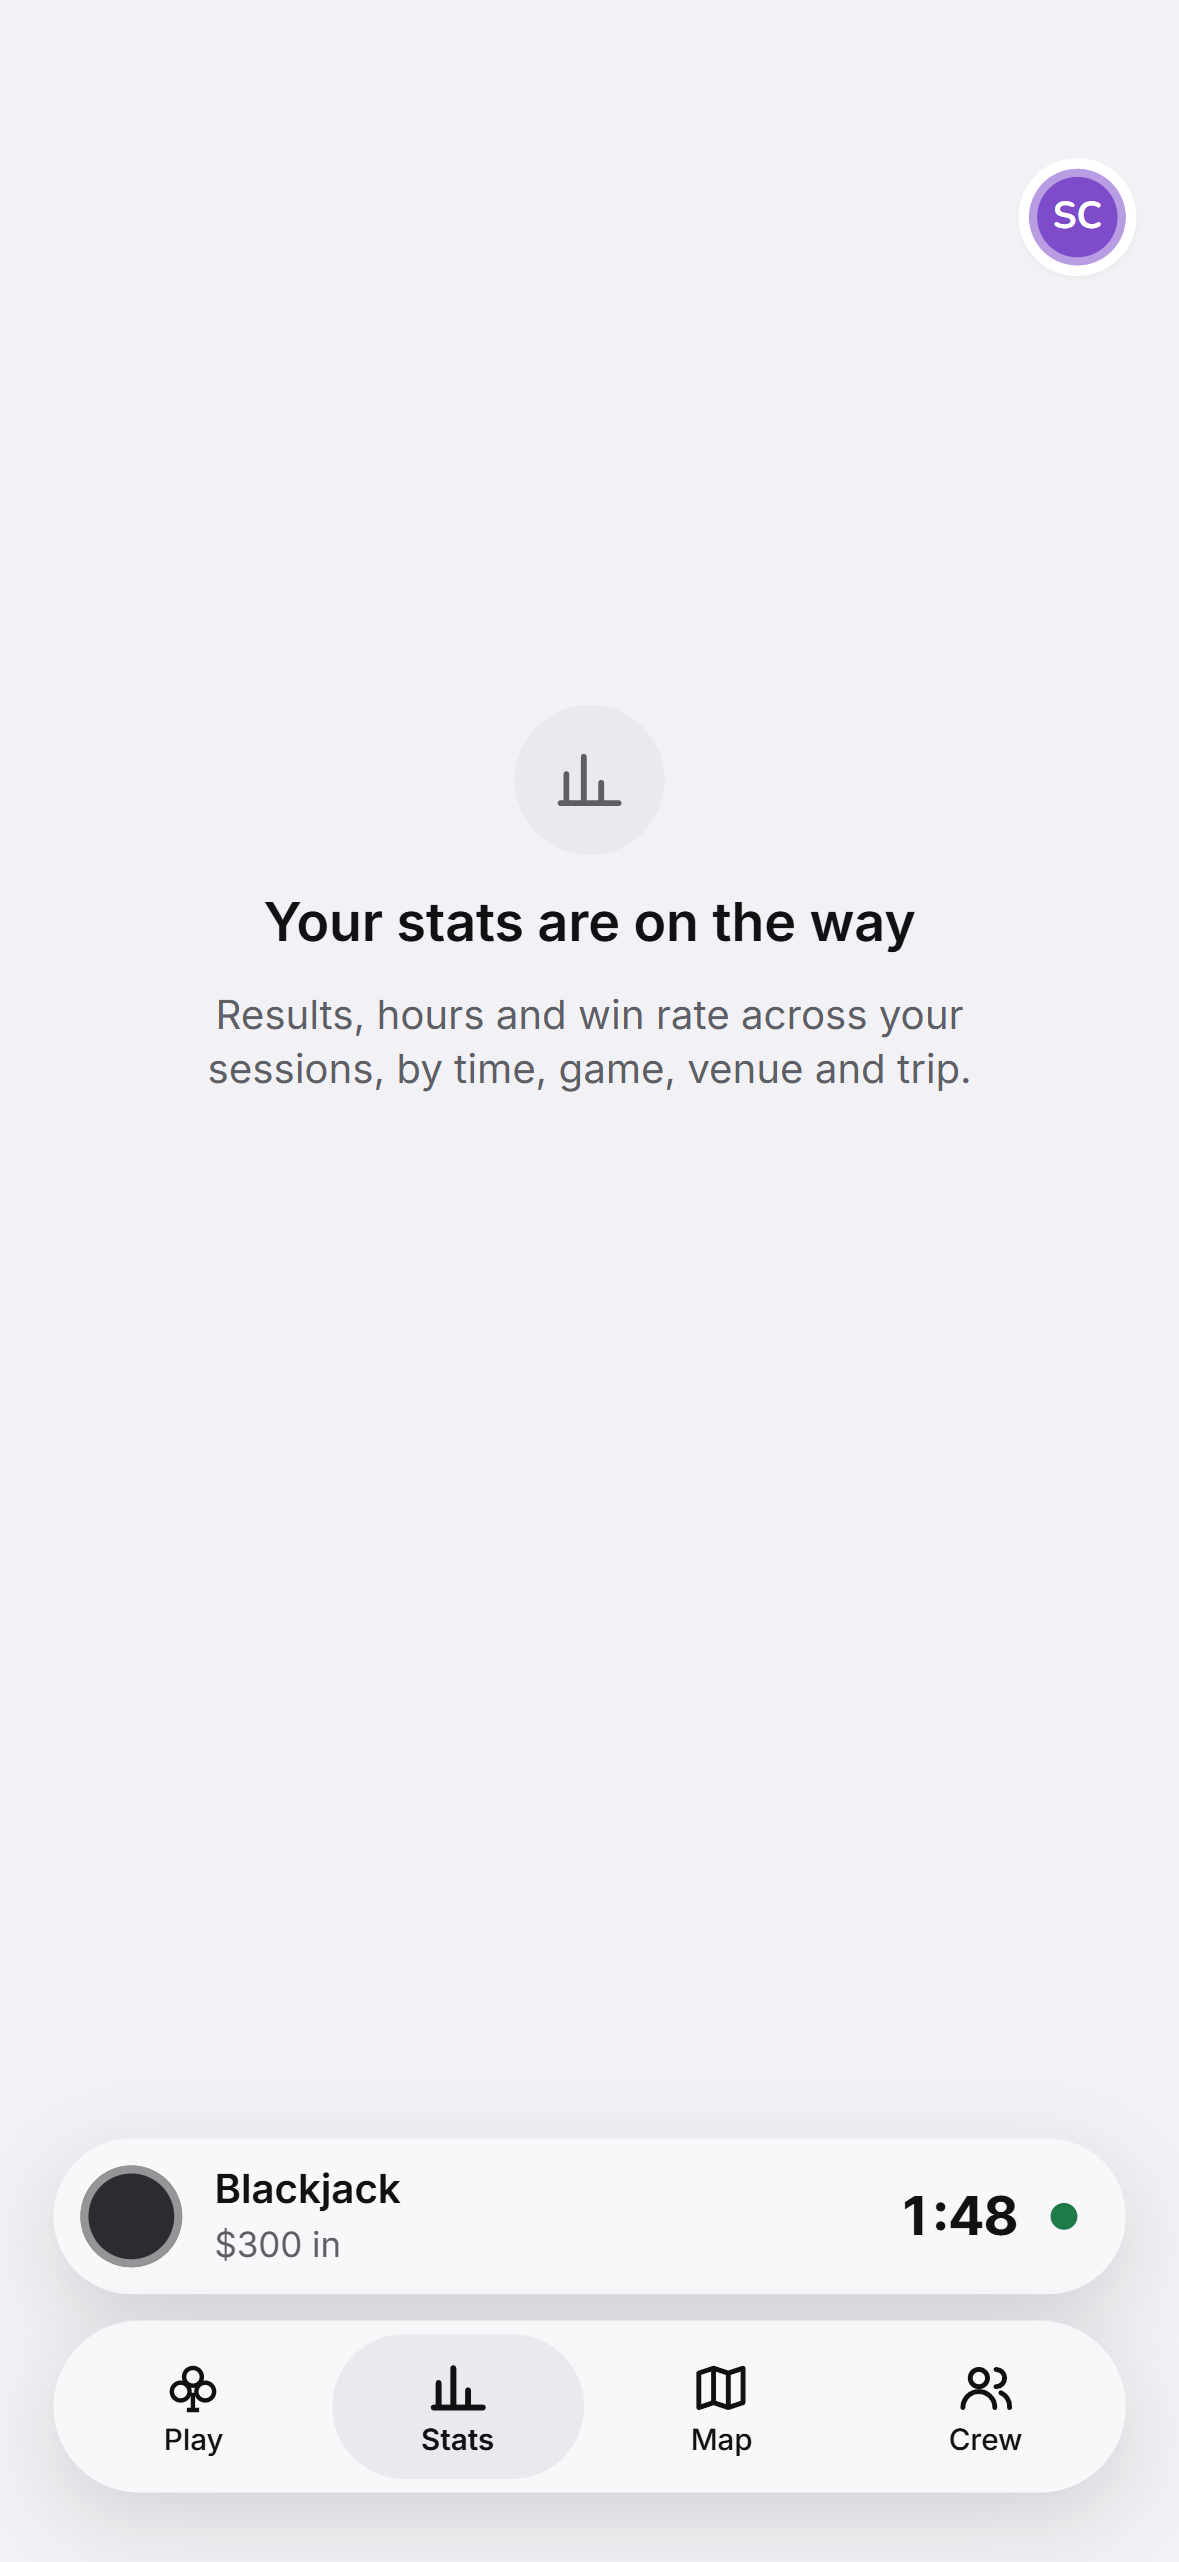 SC
Your stats are on the way
Results, hours and win rate across your
sessions, by time, game, venue and trip.
Blackjack
$300 in
1:48
Play
Stats
Map
Crew